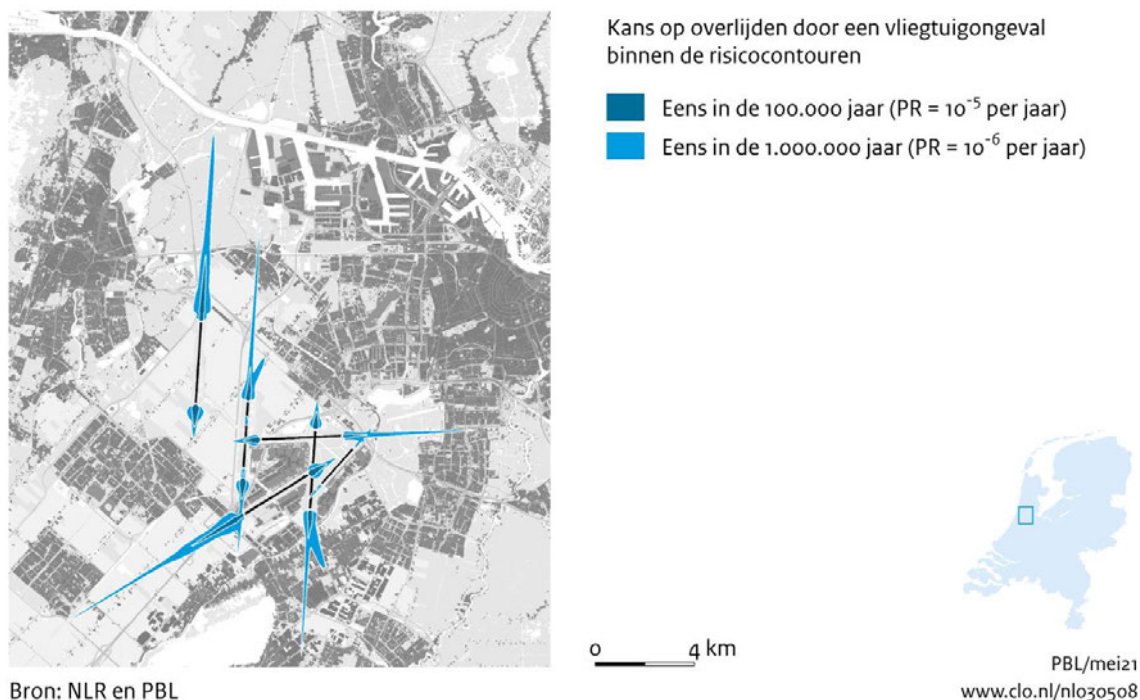 Kans op overlijden door een vliegtuigongeval
binnen de risicocontouren
Eens in de 100.000 jaar (PR = 10⁻⁵ per jaar)
Eens in de 1.000.000 jaar (PR = 10⁻⁶ per jaar)
0 4 km
Bron: NLR en PBL
PBL/mei21
www.clo.nl/nl030508